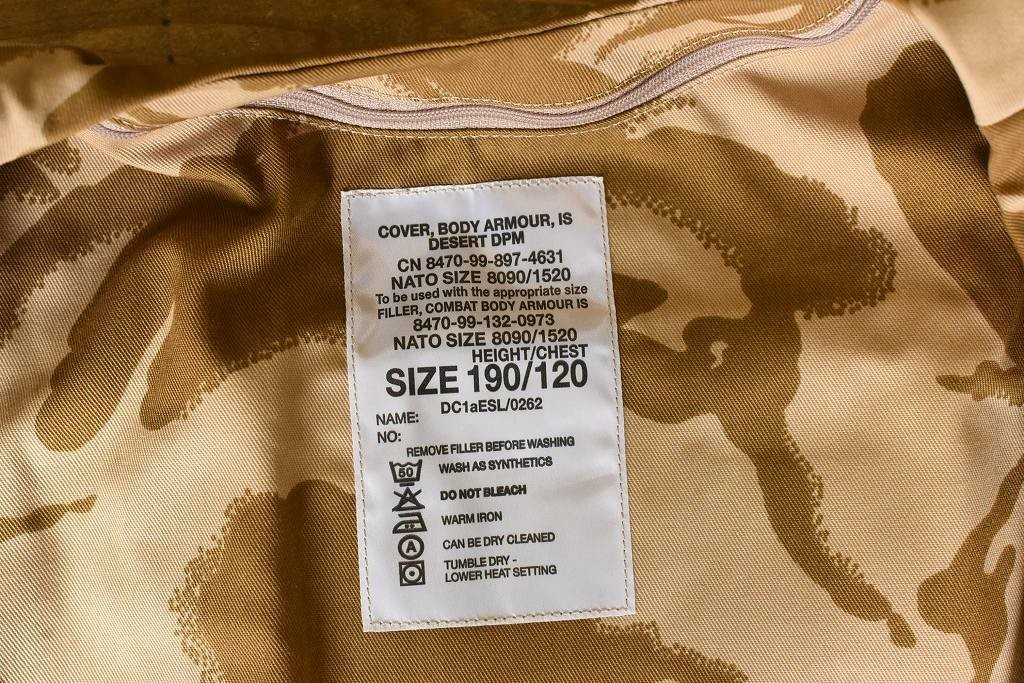 COVER, BODY ARMOUR, IS
DESERT DPM
CN 8470-99-897-4631
NATO SIZE 8090/1520
To be used with the appropriate size
FILLER, COMBAT BODY ARMOUR IS
8470-99-132-0973
NATO SIZE 8090/1520
HEIGHT/CHEST
SIZE 190/120
DC1aESL/0262
NAME:
NO:
REMOVE FILLER BEFORE WASHING
50 WASH AS SYNTHETICS
DO NOT BLEACH
WARM IRON
A CAN BE DRY CLEANED
TUMBLE DRY -
LOWER HEAT SETTING